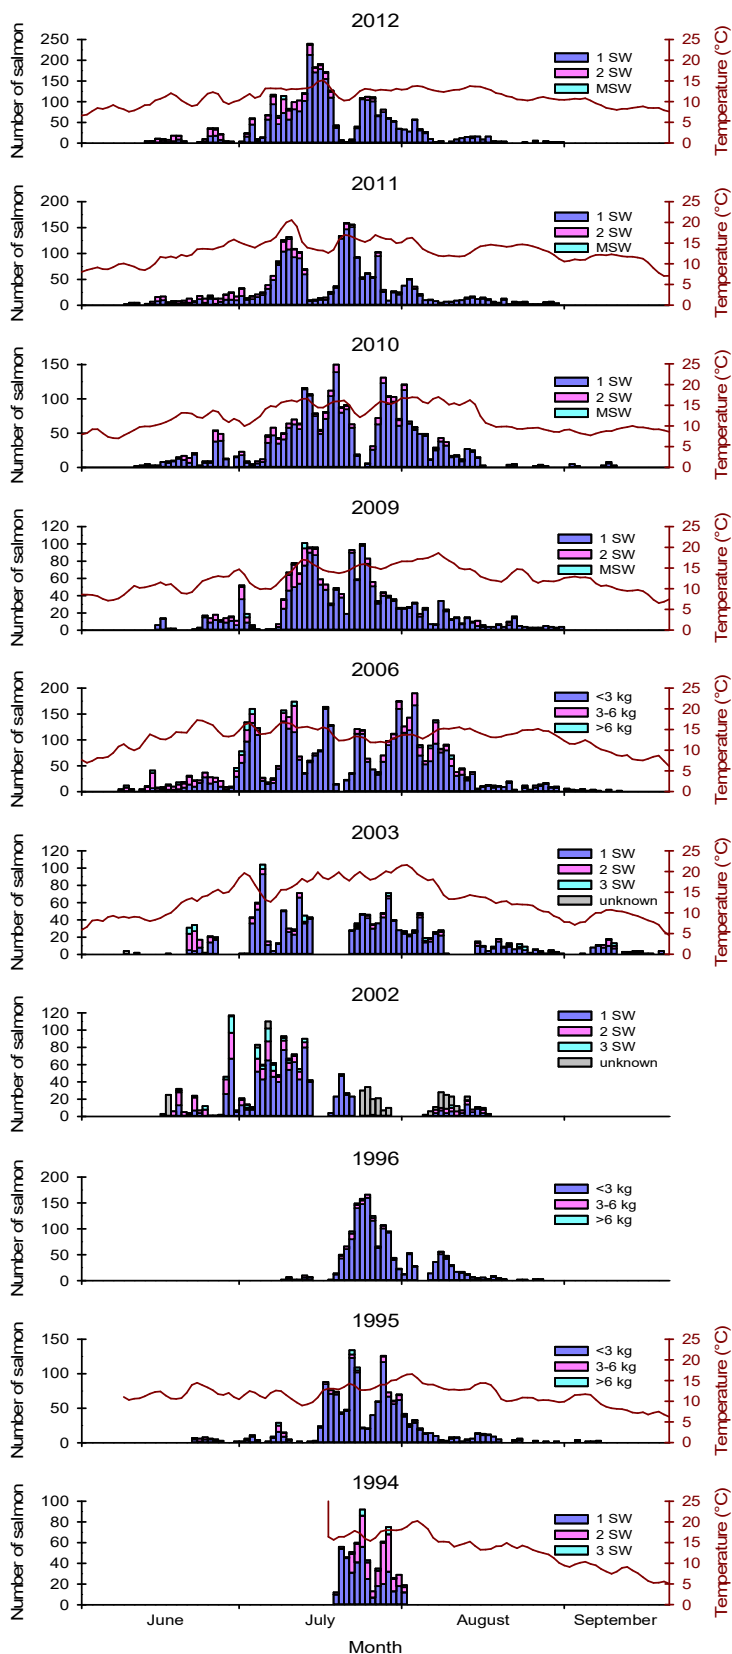 2012
Number of salmon
250
200
150
100
50
0
1 SW
2 SW
MSW
25
20
15
10
5
0
Temperature (°C)
2011
Number of salmon
200
150
100
50
0
1 SW
2 SW
MSW
25
20
15
10
5
0
Temperature (°C)
2010
Number of salmon
150
100
50
0
1 SW
2 SW
MSW
25
20
15
10
5
0
Temperature (°C)
2009
Number of salmon
120
100
80
60
40
20
0
1 SW
2 SW
MSW
25
20
15
10
5
0
Temperature (°C)
2006
Number of salmon
200
150
100
50
0
<3 kg
3-6 kg
>6 kg
25
20
15
10
5
0
Temperature (°C)
2003
Number of salmon
120
100
80
60
40
20
0
1 SW
2 SW
3 SW
unknown
25
20
15
10
5
0
Temperature (°C)
2002
Number of salmon
120
100
80
60
40
20
0
1 SW
2 SW
3 SW
unknown
1996
Number of salmon
200
150
100
50
0
<3 kg
3-6 kg
>6 kg
1995
Number of salmon
150
100
50
0
<3 kg
3-6 kg
>6 kg
25
20
15
10
5
0
Temperature (°C)
1994
Number of salmon
100
80
60
40
20
0
1 SW
2 SW
3 SW
25
20
15
10
5
0
Temperature (°C)
June July August September
Month